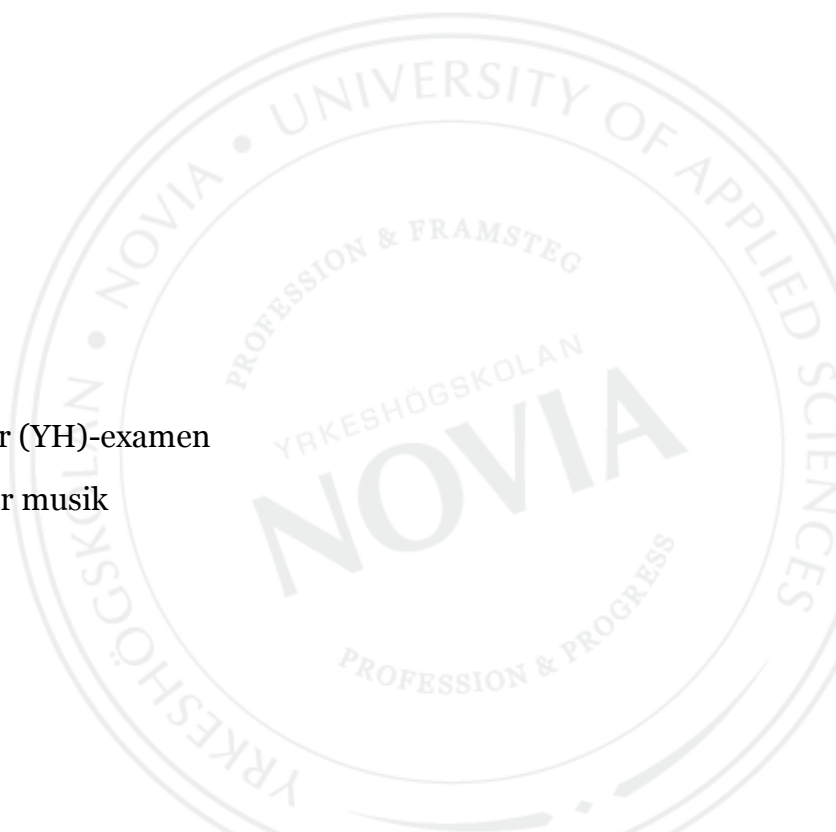 r (YH)-examen
r musik
YRKESHÖGSKOLAN • NOVIA • UNIVERSITY OF APPLIED SCIENCES
PROFESSION & FRAMSTEG
YRKESHÖGSKOLAN
NOVIA
PROFESSION & PROGRESS